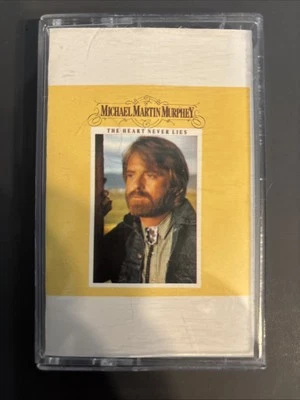 MICHAEL MARTIN MURPHEY
THE HEART NEVER LIES